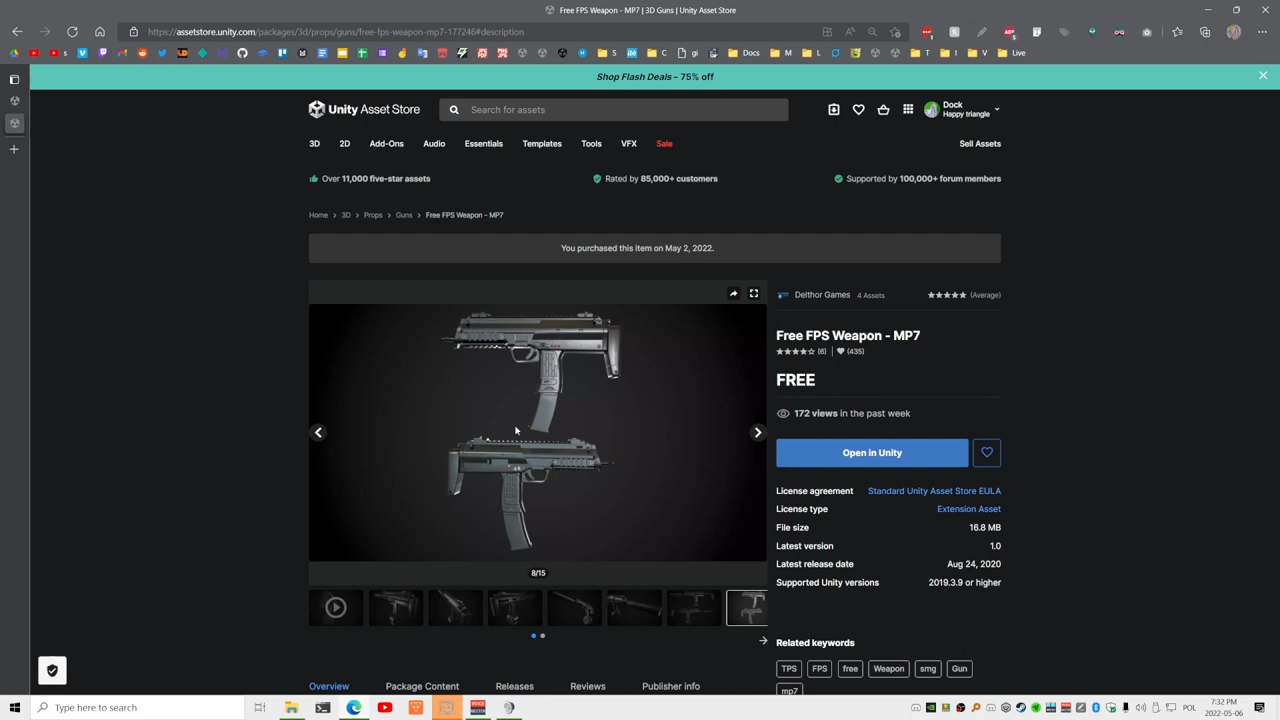 Free FPS Weapon - MP7 | 3D Guns | Unity Asset Store
https://assetstore.unity.com/packages/3d/props/guns/free-fps-weapon-mp7-177246#description
S
C
gi
Docs
M
L
T
I
V
Live
Shop Flash Deals – 75% off
Unity Asset Store
Search for assets
Dock
Happy triangle
3D
2D
Add-Ons
Audio
Essentials
Templates
Tools
VFX
Sale
Sell Assets
Over 11,000 five-star assets
Rated by 85,000+ customers
Supported by 100,000+ forum members
Home > 3D > Props > Guns > Free FPS Weapon - MP7
You purchased this item on May 2, 2022.
Delthor Games 4 Assets
(Average)
Free FPS Weapon - MP7
(6) | (435)
FREE
172 views in the past week
Open in Unity
License agreement Standard Unity Asset Store EULA
License type Extension Asset
File size 16.8 MB
Latest version 1.0
Latest release date Aug 24, 2020
Supported Unity versions 2019.3.9 or higher
8/15
Related keywords
TPS
FPS
free
Weapon
smg
Gun
mp7
Overview
Package Content
Releases
Reviews
Publisher info
Type here to search
POL
7:32 PM
2022-05-06